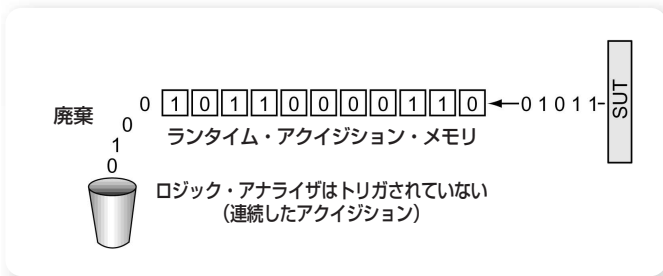 廃棄
0 1 0 1 1 0 0 0 0 1 1 0 0 1 0 1 1
SUT
0
1
0
ランタイム・アクイジション・メモリ
ロジック・アナライザはトリガされていない
(連続したアクイジション)